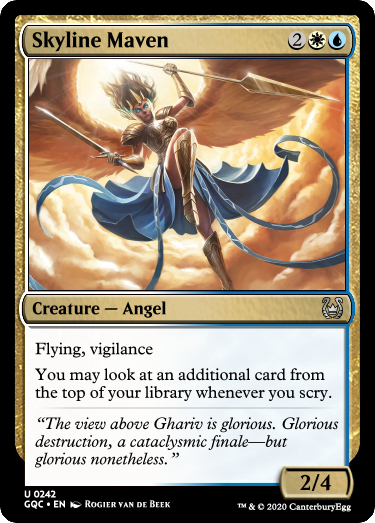 Skyline Maven 2
Creature — Angel
Flying, vigilance
You may look at an additional card from
the top of your library whenever you scry.
“The view above Ghariv is glorious. Glorious
destruction, a cataclysmic finale—but
glorious nonetheless.”
2/4
U 0242
GQC • EN Rogier van de Beek
™ & © 2020 CanterburyEgg